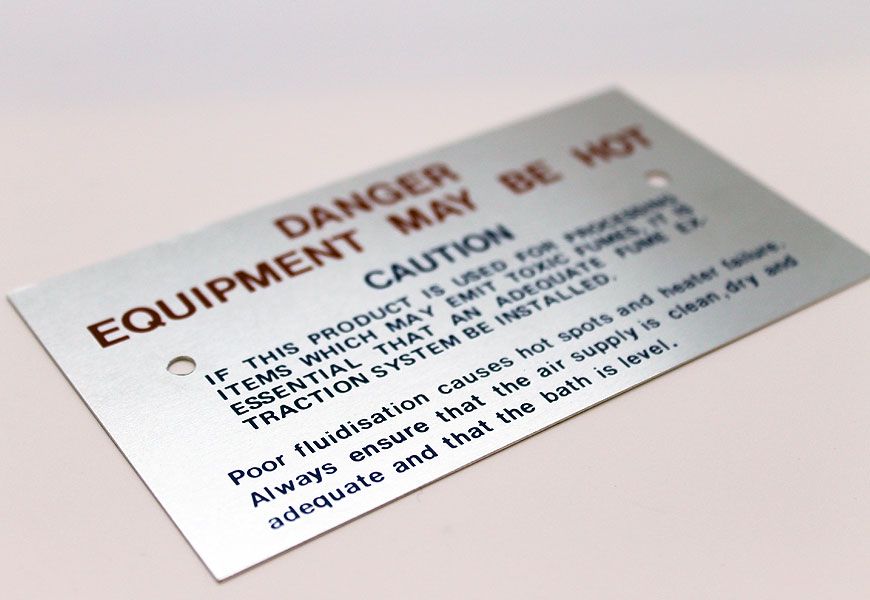 DANGER
EQUIPMENT MAY BE HOT
CAUTION
IF THIS PRODUCT IS USED FOR PROCESSING
ITEMS WHICH MAY EMIT TOXIC FUMES, IT IS
ESSENTIAL THAT AN ADEQUATE FUME EX-
TRACTION SYSTEM BE INSTALLED.
Poor fluidisation causes hot spots and heater failure.
Always ensure that the air supply is clean,dry and
adequate and that the bath is level.